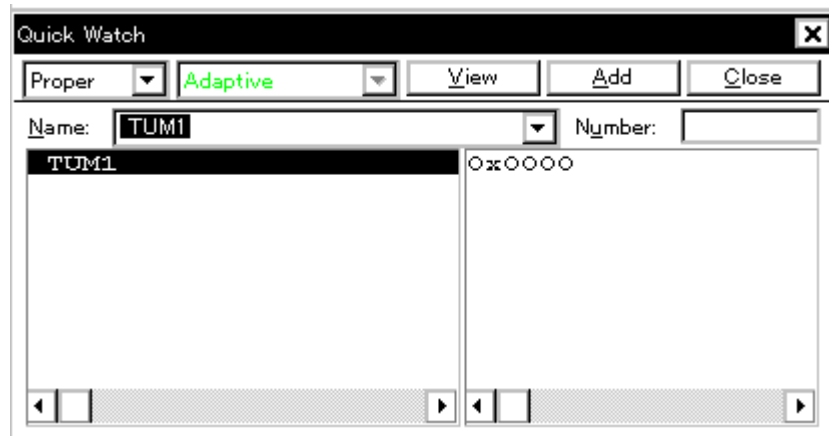 Quick Watch
Proper Adaptive View Add Close
Name: TUM1 Number:
TUM1 0x0000